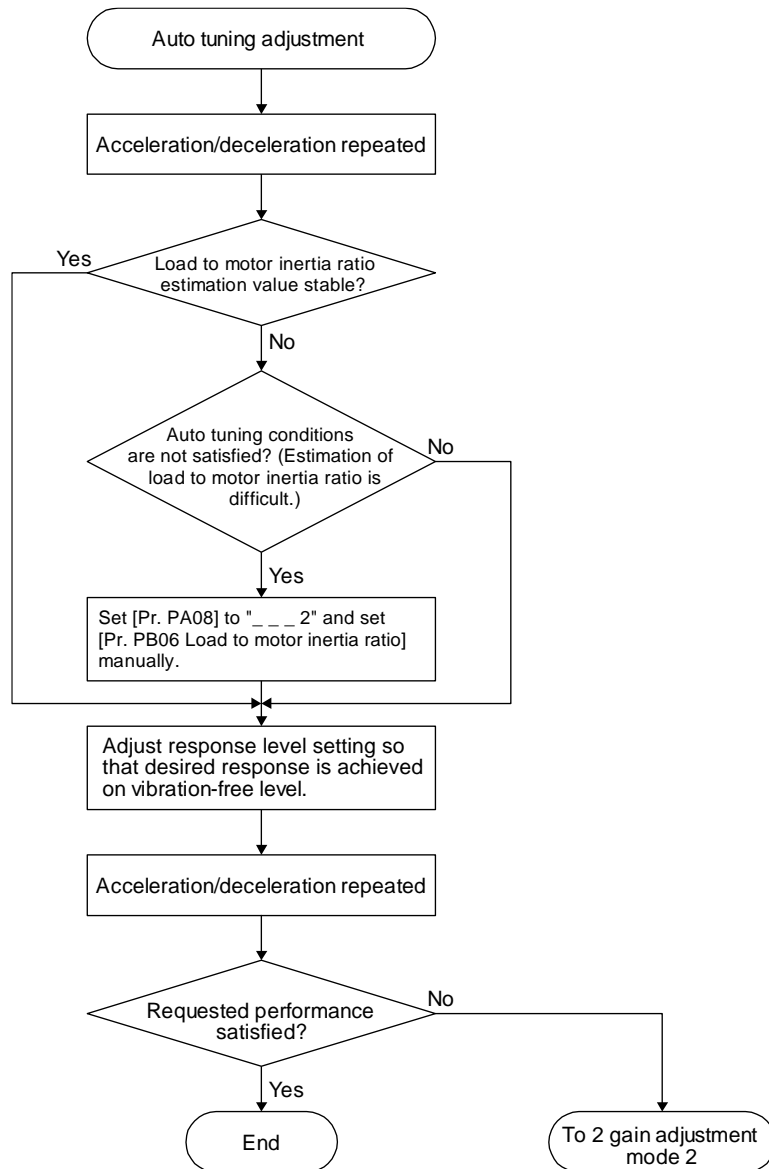 Auto tuning adjustment
Acceleration/deceleration repeated
Yes
Load to motor inertia ratio
estimation value stable?
No
Auto tuning conditions
are not satisfied? (Estimation of
load to motor inertia ratio is
difficult.)
No
Yes
Set [Pr. PA08] to "_ _ _ 2" and set
[Pr. PB06 Load to motor inertia ratio]
manually.
Adjust response level setting so
that desired response is achieved
on vibration-free level.
Acceleration/deceleration repeated
Requested performance
satisfied?
No
Yes
End
To 2 gain adjustment
mode 2